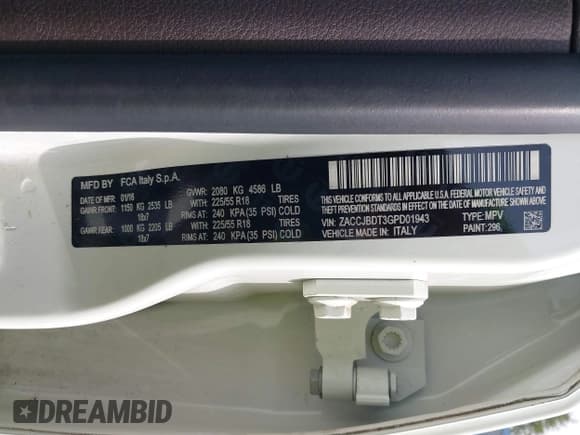 MFD BY FCA Italy S.p.A.
DATE OF MFR: 01/16 GVWR: 2080 KG 4586 LB
GAWR FRONT: 1150 KG 2535 LB WITH: 225/55 R18 TIRES
18x7 RIMS AT: 240 KPA(35 PSI) COLD
GAWR REAR: 1000 KG 2205 LB WITH: 225/55 R18 TIRES
18x7 RIMS AT: 240 KPA(35 PSI) COLD
THIS VEHICLE CONFORMS TO ALL APPLICABLE U.S.A. FEDERAL MOTOR VEHICLE SAFETY, BUMPER AND
THEFT PREVENTION STANDARDS IN EFFECT ON THE DATE OF MANUFACTURE SHOWN ABOVE.
VIN: ZACCJBDT3GPD01943 TYPE: MPV
VEHICLE MADE IN: ITALY PAINT: 296
DREAMBID